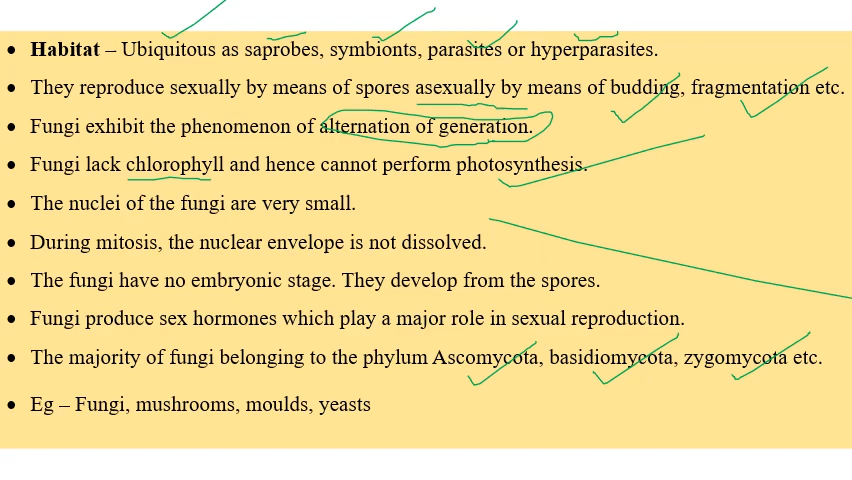 • Habitat – Ubiquitous as saprobes, symbionts, parasites or hyperparasites.
• They reproduce sexually by means of spores asexually by means of budding, fragmentation etc.
• Fungi exhibit the phenomenon of alternation of generation.
• Fungi lack chlorophyll and hence cannot perform photosynthesis.
• The nuclei of the fungi are very small.
• During mitosis, the nuclear envelope is not dissolved.
• The fungi have no embryonic stage. They develop from the spores.
• Fungi produce sex hormones which play a major role in sexual reproduction.
• The majority of fungi belonging to the phylum Ascomycota, basidiomycota, zygomycota etc.
• Eg – Fungi, mushrooms, moulds, yeasts